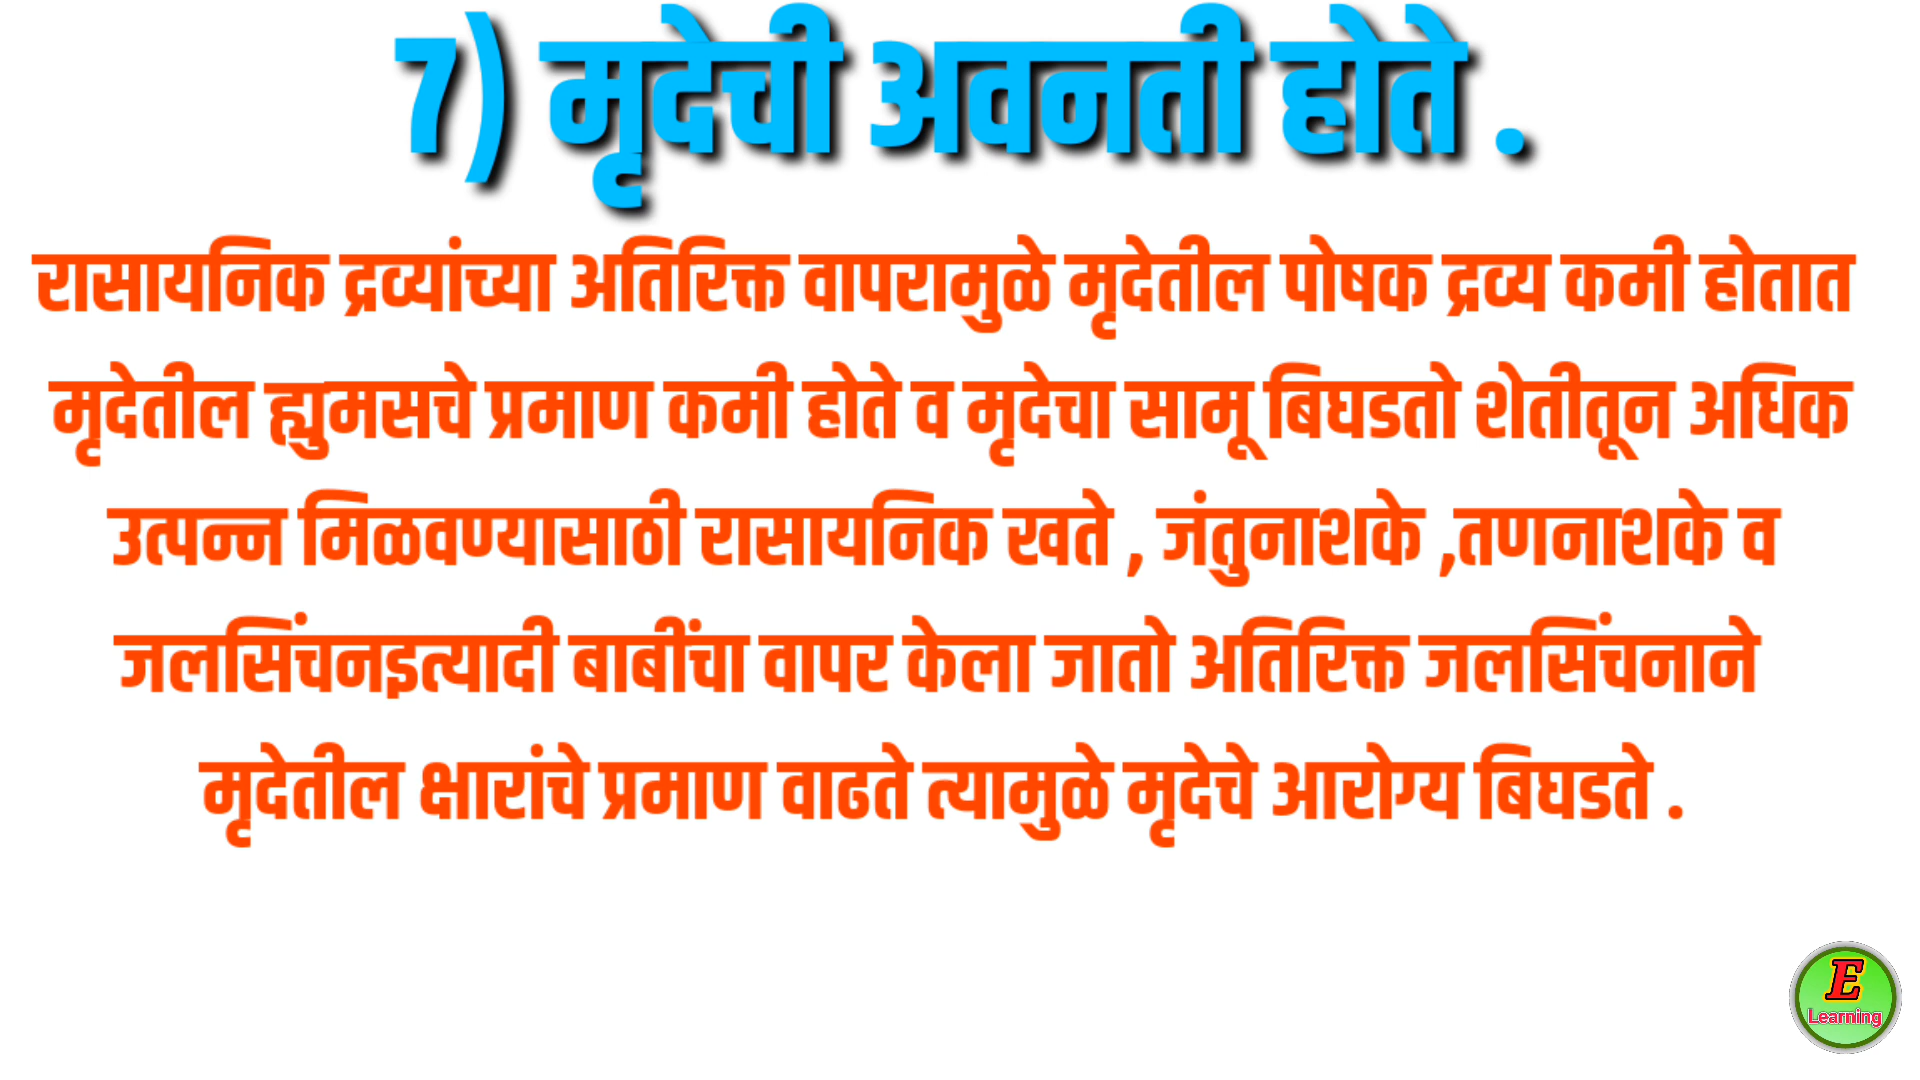 7) मृदेची अवनती होते .
रासायनिक द्रव्यांच्या अतिरिक्त वापरामुळे मृदेतील पोषक द्रव्य कमी होतात
मृदेतील ह्युमसचे प्रमाण कमी होते व मृदेचा सामू बिघडतो शेतीतून अधिक
उत्पन्न मिळवण्यासाठी रासायनिक खते , जंतुनाशके ,तणनाशके व
जलसिंचनइत्यादी बाबींचा वापर केला जातो अतिरिक्त जलसिंचनाने
मृदेतील क्षारांचे प्रमाण वाढते त्यामुळे मृदेचे आरोग्य बिघडते .
E
Learning